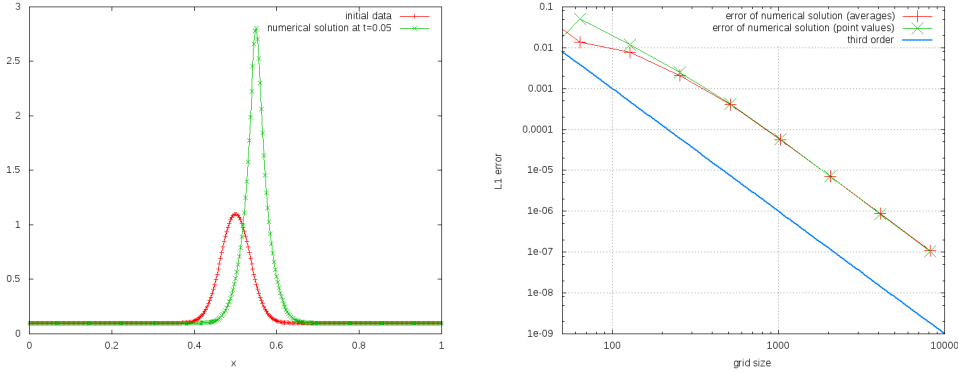 initial data
numerical solution at t=0.05
3
2.5
2
1.5
1
0.5
0
0 0.2 0.4 0.6 0.8 1
x
error of numerical solution (averages)
error of numerical solution (point values)
third order
0.1
0.01
0.001
0.0001
1e-05
1e-06
1e-07
1e-08
1e-09
L1 error
100 1000 10000
grid size